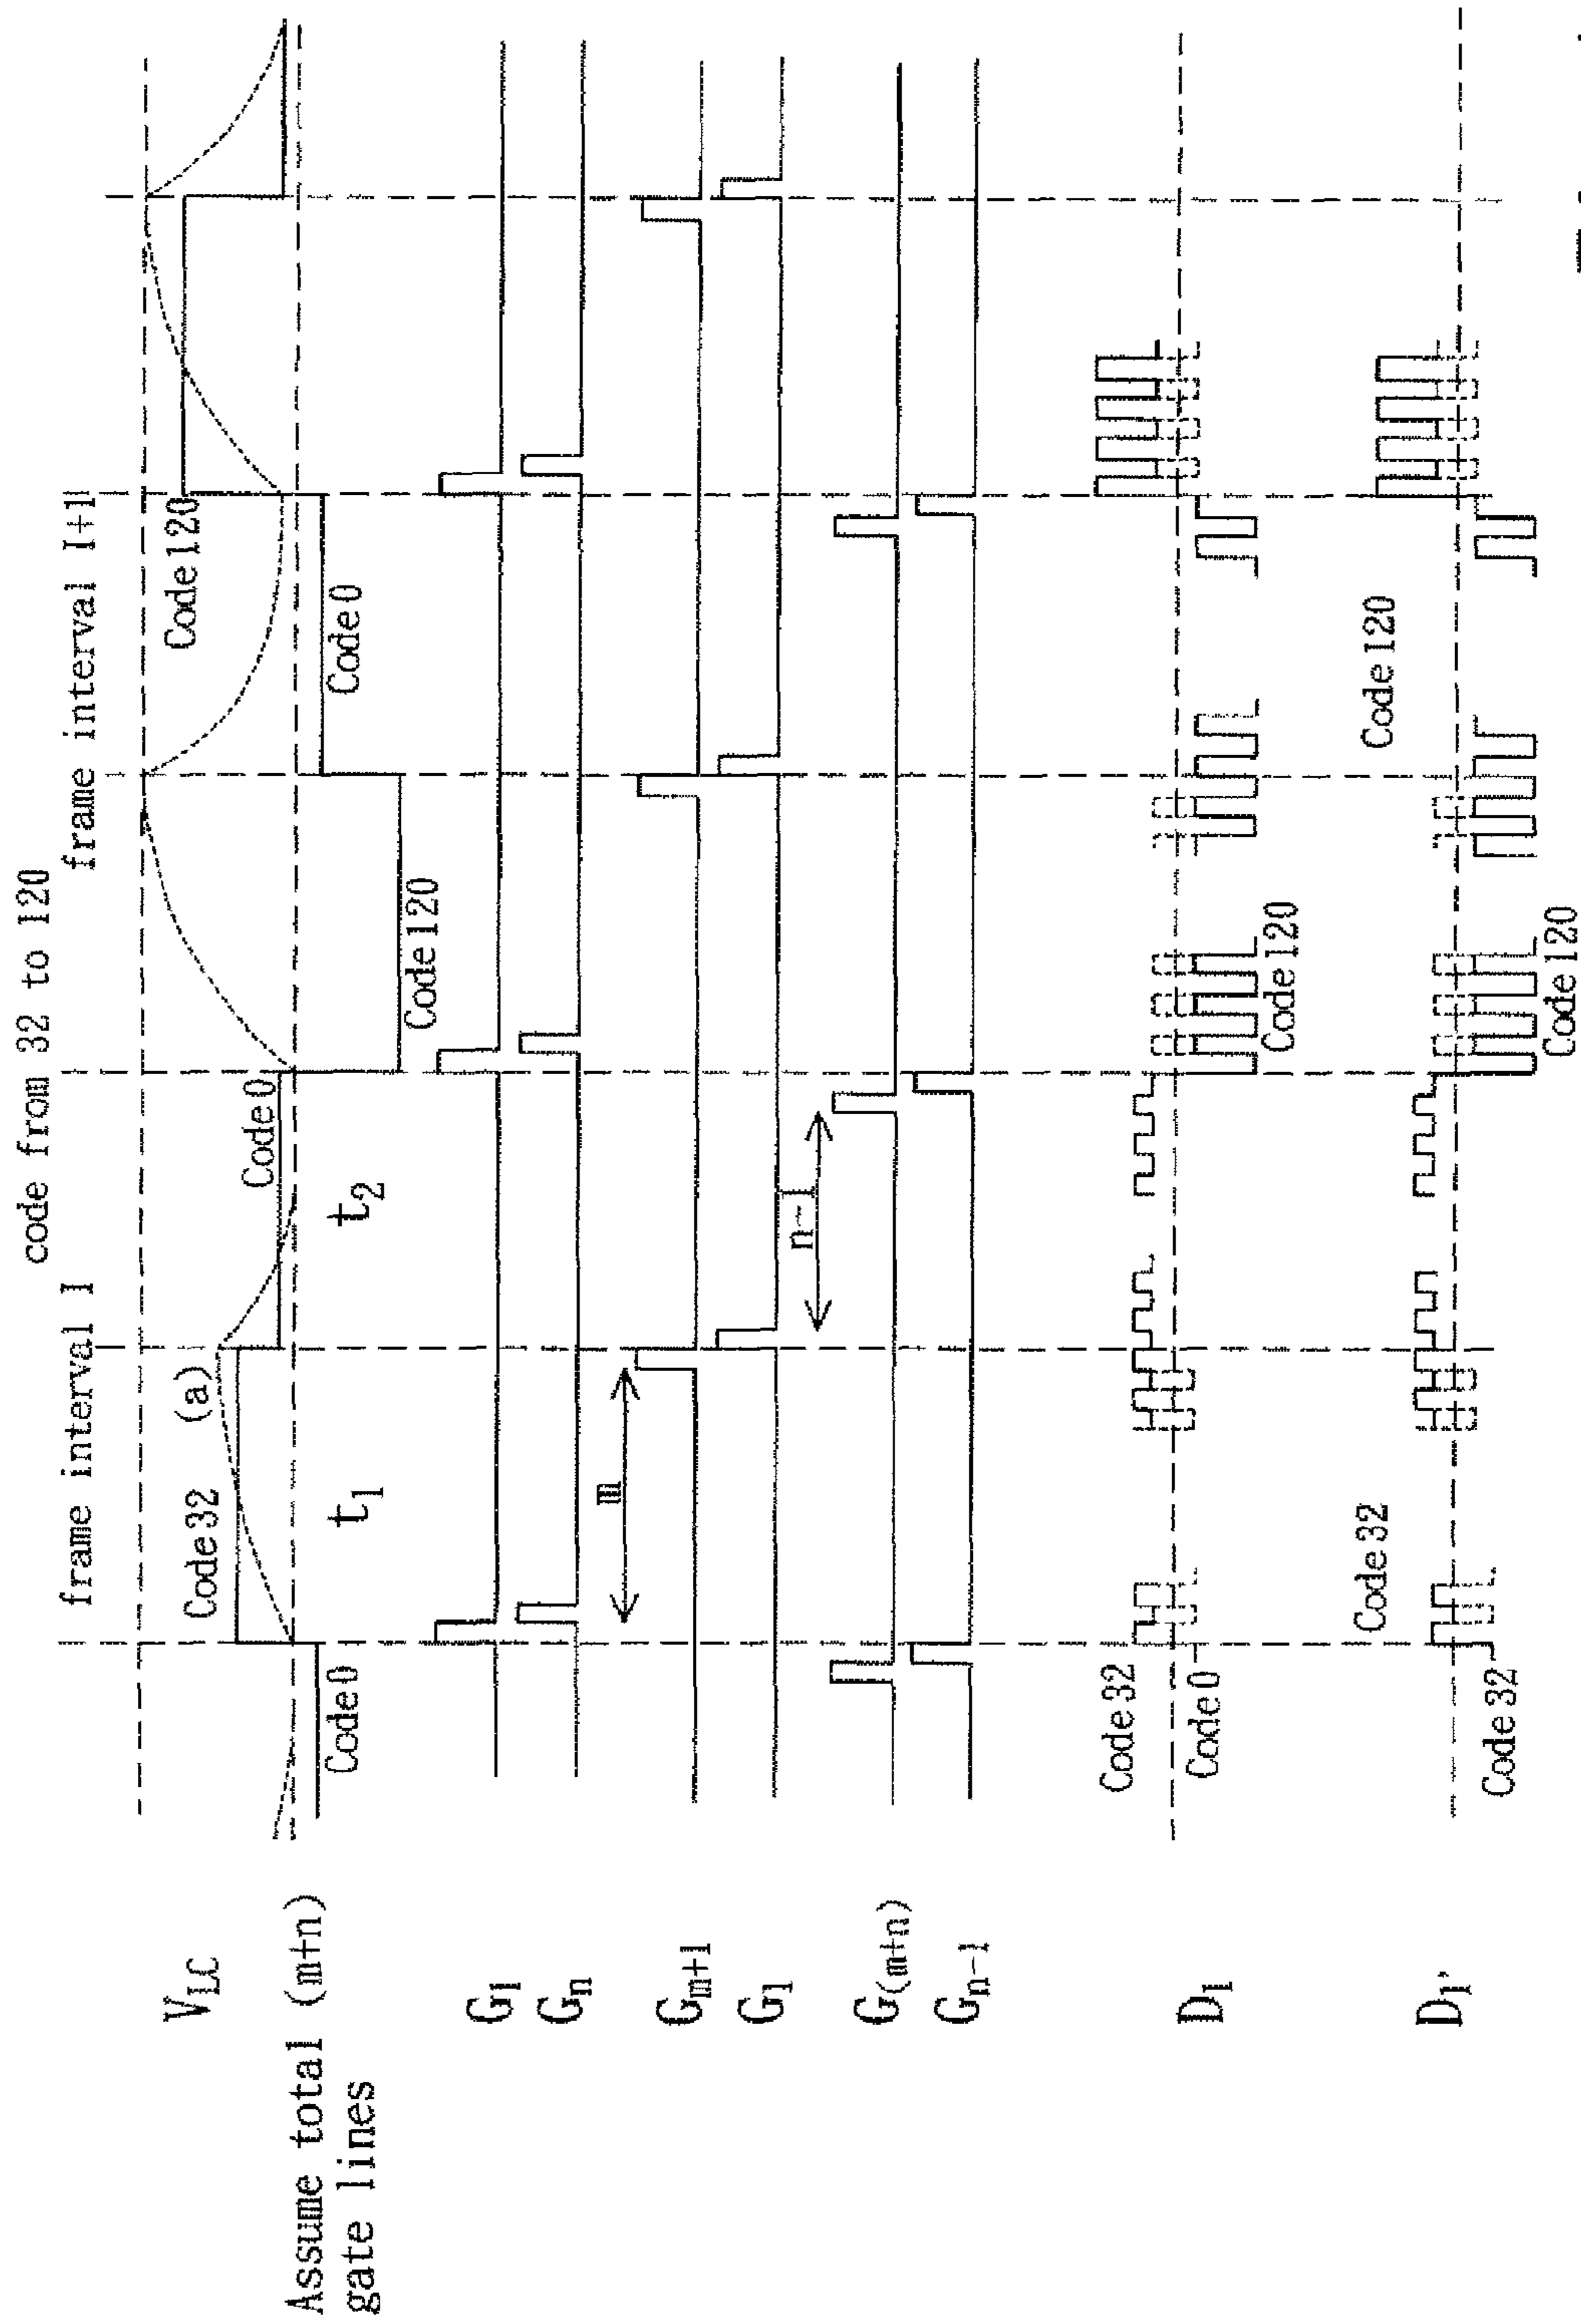 code from 32 to 120
frame interval I
frame interval I+1
VLC
Code 0
Code 32
(a)
Code 0
Code 120
Code 0
Code 120
t1
t2
Assume total (m+n)
gate lines
G1
Gn
m
Gm+1
G1
n-1
G(m+n)
Gn-1
D1
Code 32
Code 0
Code 120
D1'
Code 32
Code 32
Code 120
Code 120